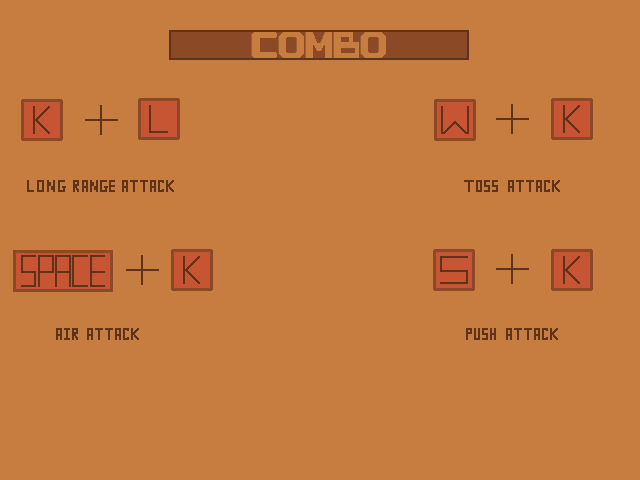 COMBO
K + L
W + K
LONG RANGE ATTACK
TOSS ATTACK
SPACE + K
S + K
AIR ATTACK
PUSH ATTACK